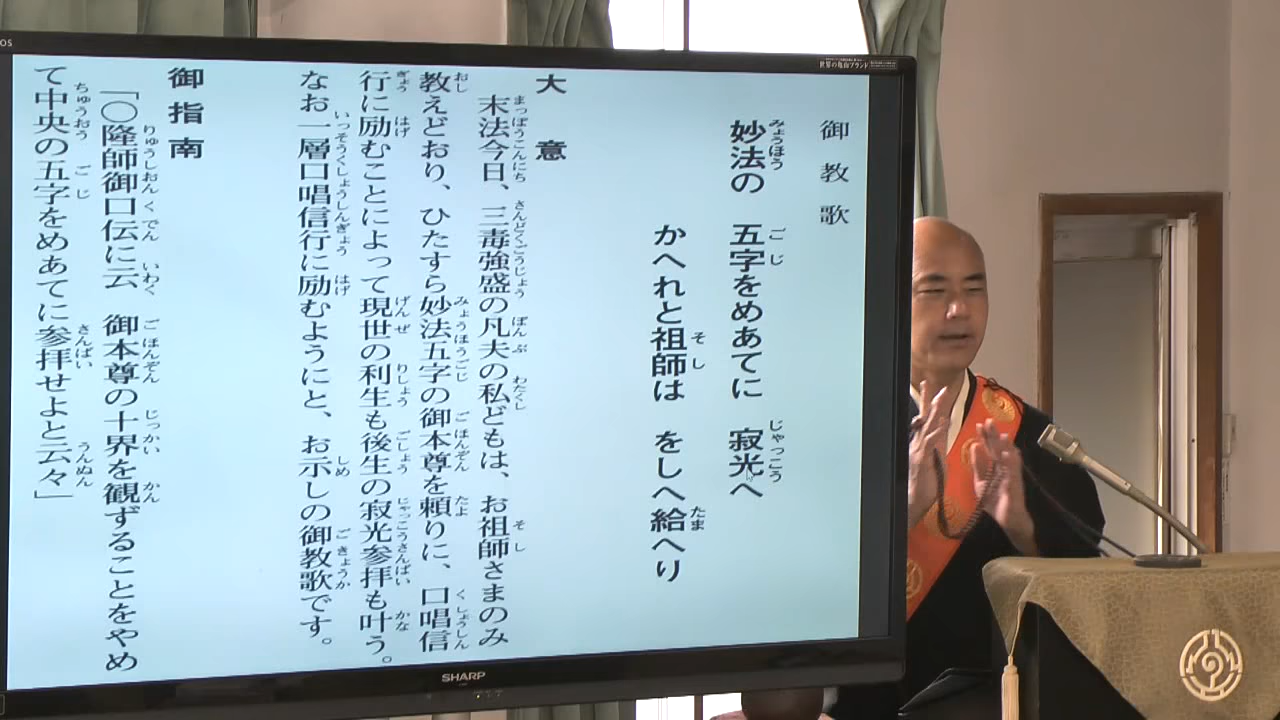 御教歌
妙法の　五字をめあてに　寂光へ
かへれと祖師は　をしへ給へり
大意
末法今日、三毒強盛の凡夫の私どもは、お祖師さまのみ
教えどおり、ひたすら妙法五字の御本尊を頼りに、口唱信
行に励むことによって現世の利生も後生の寂光参拝も叶う。
なお一層口唱信行に励むようにと、お示しの御教歌です。
御指南
「〇隆師御口伝に云　御本尊の十界を観ずることをやめ
て中央の五字をめあてに参拝せよと云々」
SHARP
世界の亀山ブランド